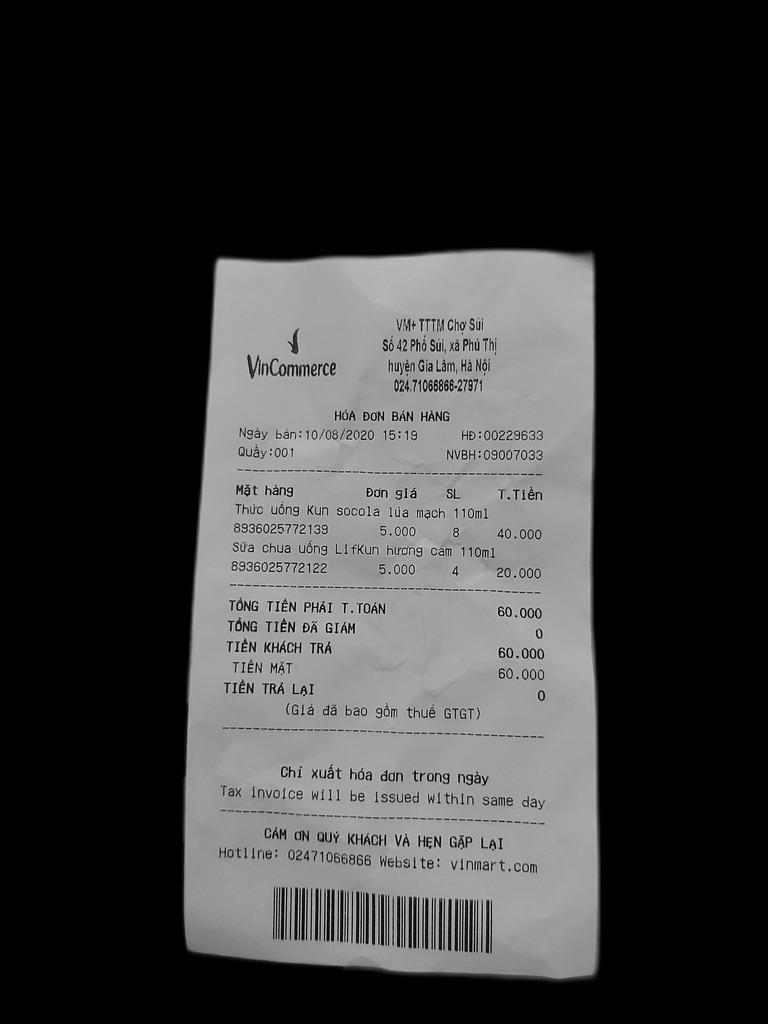 VinCommerce
VM+ TTTM Chợ Sủi
Số 42 Phố Sủi, xã Phú Thị
huyện Gia Lâm, Hà Nội
024.71066866-27971
HÓA ĐƠN BÁN HÀNG
Ngày bán:10/08/2020 15:19 HĐ:00229633
Quầy:001 NVBH:09007033
Mặt hàng Đơn giá SL T.Tiền
Thức uống Kun socola lúa mạch 110ml
8936025772139 5.000 8 40.000
Sữa chua uống LifKun hương cam 110ml
8936025772122 5.000 4 20.000
TỔNG TIỀN PHẢI T.TOÁN 60.000
TỔNG TIỀN ĐÃ GIẢM 0
TIỀN KHÁCH TRẢ 60.000
TIỀN MẶT 60.000
TIỀN TRẢ LẠI 0
(Giá đã bao gồm thuế GTGT)
Chỉ xuất hóa đơn trong ngày
Tax invoice will be issued within same day
CẢM ƠN QUÝ KHÁCH VÀ HẸN GẶP LẠI
Hotline: 02471066866 Website: vinmart.com